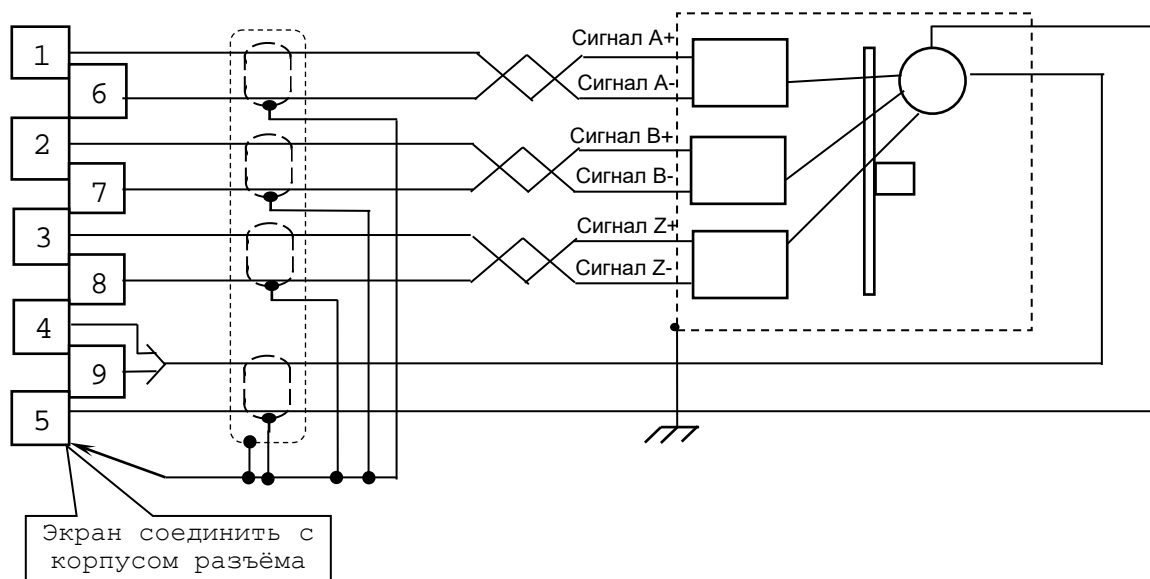 1
Сигнал A+
6
Сигнал A-
2
Сигнал B+
7
Сигнал B-
3
Сигнал Z+
8
Сигнал Z-
4
9
5
Экран соединить с
корпусом разъёма